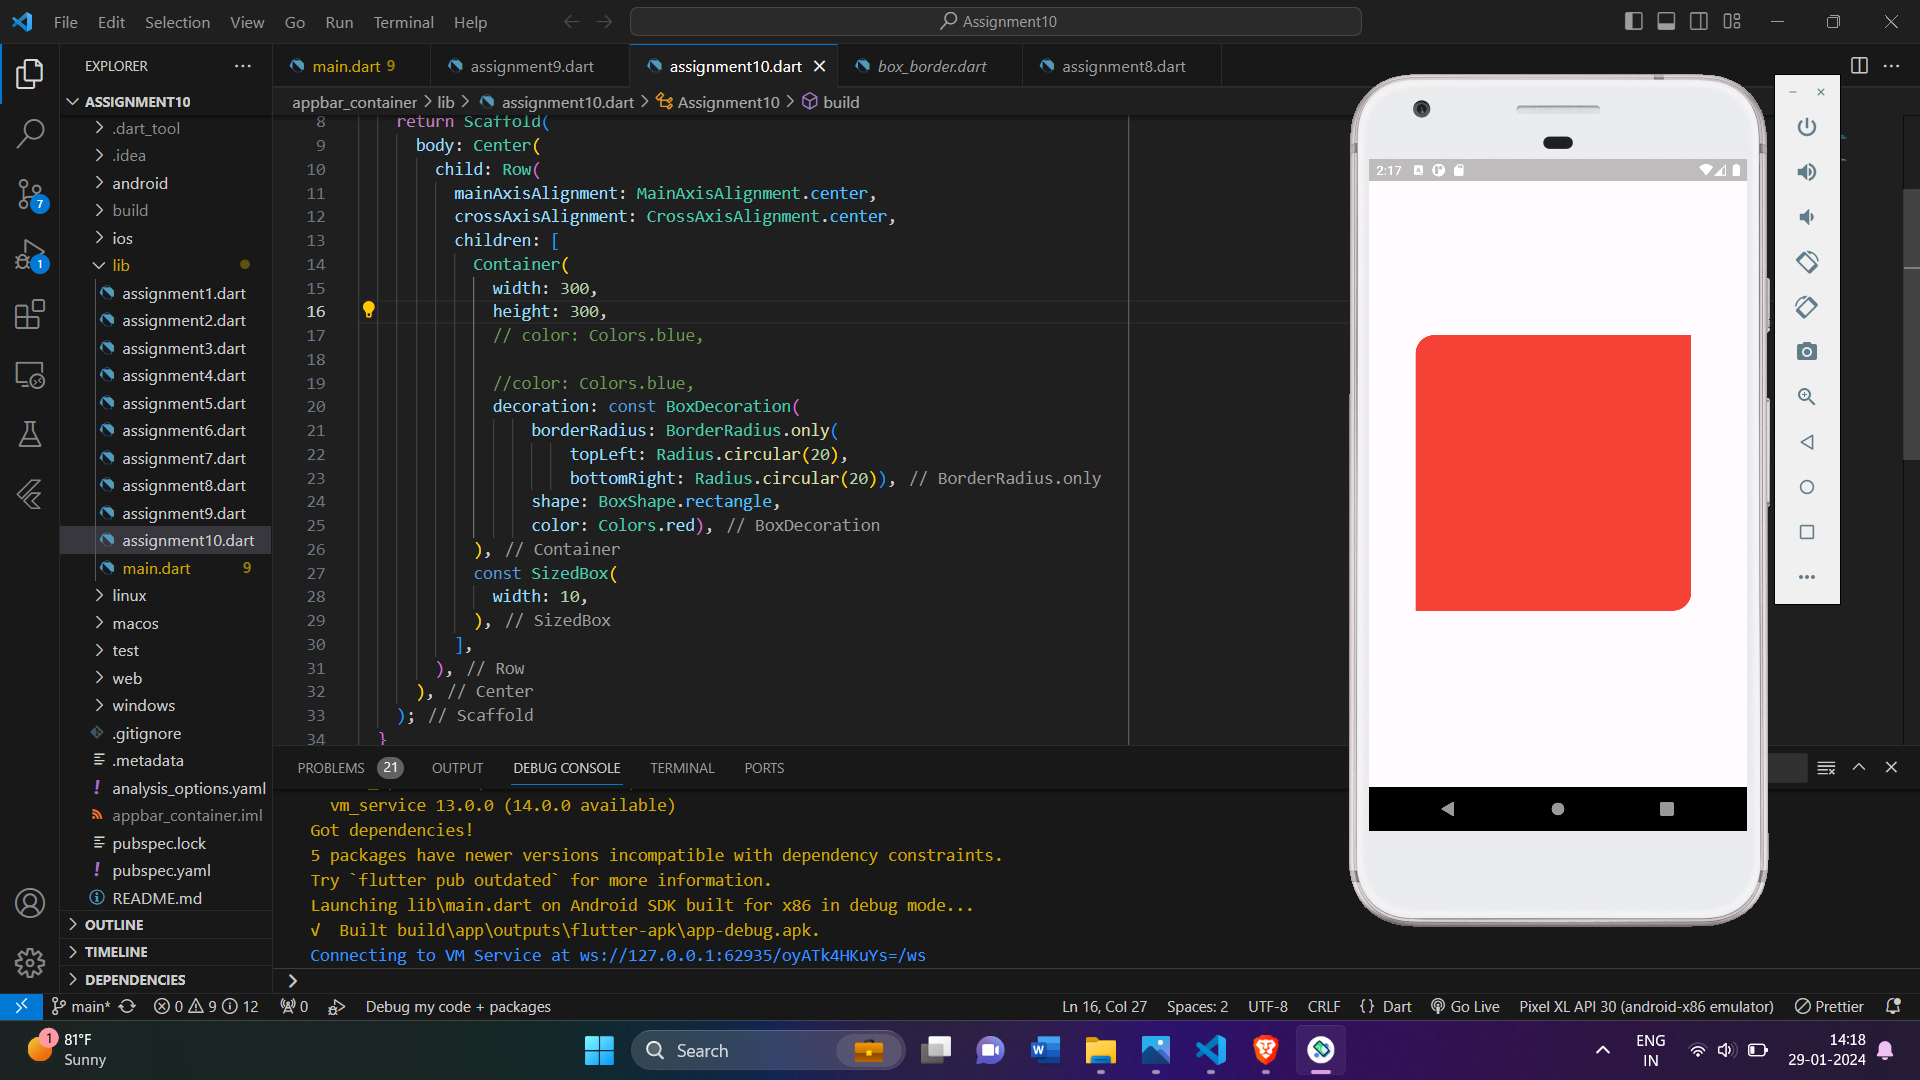 File Edit Selection View Go Run Terminal Help
Assignment10
EXPLORER
ASSIGNMENT10
.dart_tool
.idea
android
build
ios
lib
assignment1.dart
assignment2.dart
assignment3.dart
assignment4.dart
assignment5.dart
assignment6.dart
assignment7.dart
assignment8.dart
assignment9.dart
assignment10.dart
main.dart 9
linux
macos
test
web
windows
.gitignore
.metadata
analysis_options.yaml
appbar_container.iml
pubspec.lock
pubspec.yaml
README.md
OUTLINE
TIMELINE
DEPENDENCIES
7
1
main.dart 9
assignment9.dart
assignment10.dart
box_border.dart
assignment8.dart
appbar_container > lib > assignment10.dart > Assignment10 > build
8 return Scaffold(
9 body: Center(
10 child: Row(
11 mainAxisAlignment: MainAxisAlignment.center,
12 crossAxisAlignment: CrossAxisAlignment.center,
13 children: [
14 Container(
15 width: 300,
16 height: 300,
17 // color: Colors.blue,
18
19 //color: Colors.blue,
20 decoration: const BoxDecoration(
21 borderRadius: BorderRadius.only(
22 topLeft: Radius.circular(20),
23 bottomRight: Radius.circular(20)), // BorderRadius.only
24 shape: BoxShape.rectangle,
25 color: Colors.red), // BoxDecoration
26 ), // Container
27 const SizedBox(
28 width: 10,
29 ), // SizedBox
30 ],
31 ), // Row
32 ), // Center
33 ); // Scaffold
34 }
2:17
PROBLEMS 21 OUTPUT DEBUG CONSOLE TERMINAL PORTS
vm_service 13.0.0 (14.0.0 available)
Got dependencies!
5 packages have newer versions incompatible with dependency constraints.
Try `flutter pub outdated` for more information.
Launching lib\main.dart on Android SDK built for x86 in debug mode...
√ Built build\app\outputs\flutter-apk\app-debug.apk.
Connecting to VM Service at ws://127.0.0.1:62935/oyATk4HKuYs=/ws
main* 0 9 12 0 Debug my code + packages Ln 16, Col 27 Spaces: 2 UTF-8 CRLF {} Dart Go Live Pixel XL API 30 (android-x86 emulator) Prettier
1
81°F
Sunny
Search
ENG
IN
14:18
29-01-2024